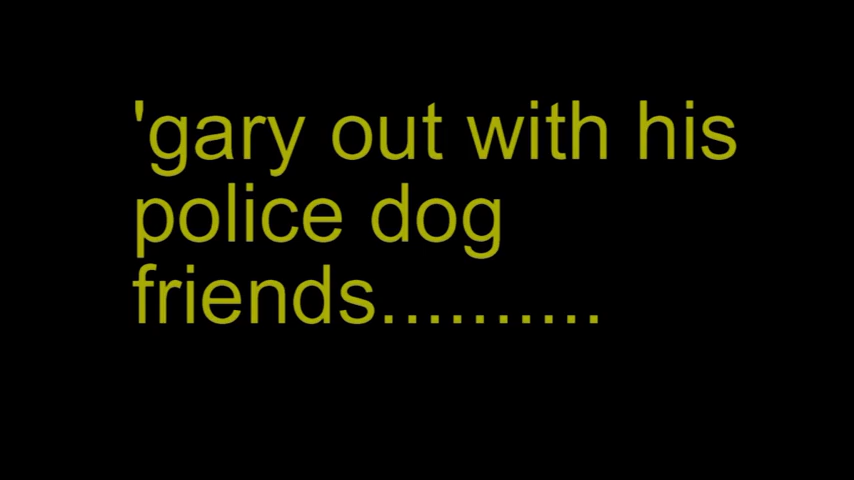 'gary out with his
police dog
friends..........